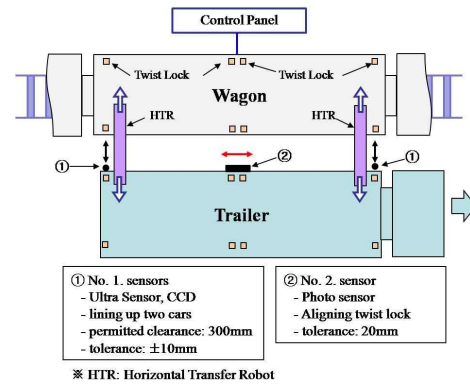 Control Panel
Twist Lock
Twist Lock
Wagon
HTR
HTR
①
②
①
Trailer
① No. 1. sensors
- Ultra Sensor, CCD
- lining up two cars
- permitted clearance: 300mm
- tolerance: ±10mm
② No. 2. sensor
- Photo sensor
- Aligning twist lock
- tolerance: 20mm
※ HTR: Horizontal Transfer Robot